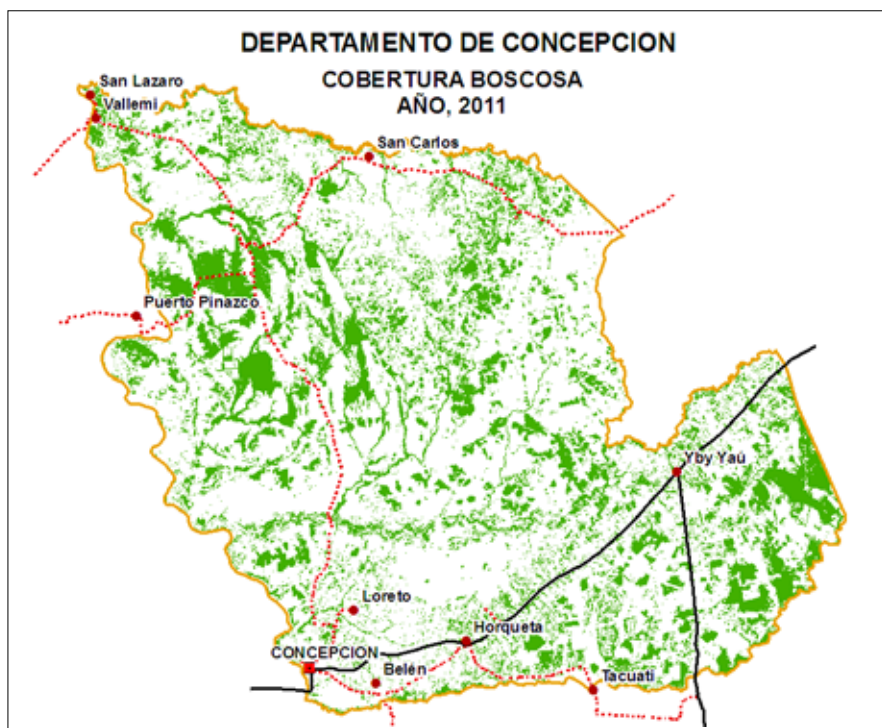 DEPARTAMENTO DE CONCEPCION
COBERTURA BOSCOSA
AÑO, 2011
San Lazaro
Vallemi
San Carlos
Puerto Pinazco
Yby Yaú
Loreto
Horqueta
CONCEPCION
Belén
Tacuati